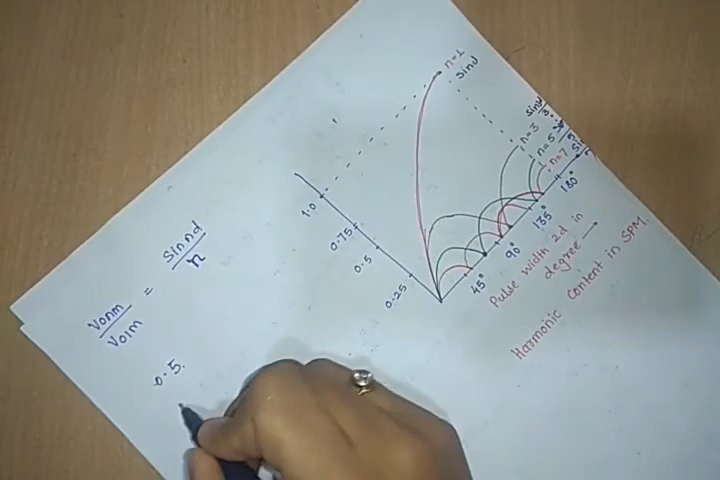 Vonm
Vo1m
=
Sin nd
n
0.5.
1.0
0.75
0.5
0.25
n=1
Sind
n=3
n=5
n=7
45°
90°
135°
180°
Pulse width 2d in
degree →
Harmonic content in SPM.